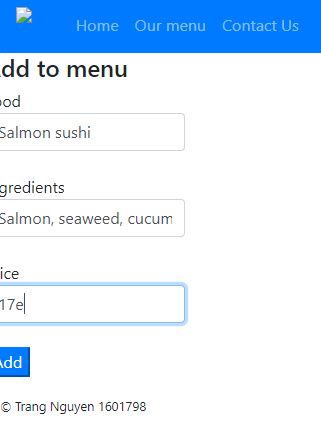 Home Our menu Contact Us
Add to menu
ood
Salmon sushi
gredients
Salmon, seaweed, cucum
ice
17e
Add
© Trang Nguyen 1601798